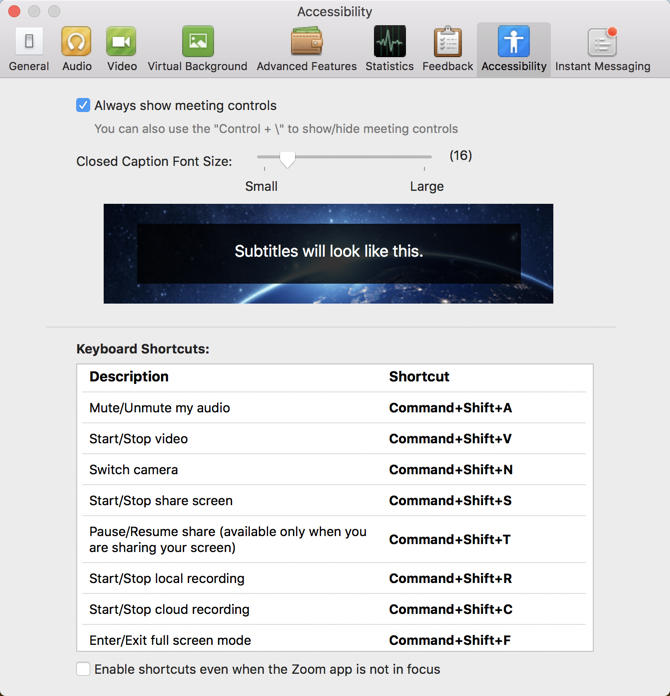 Accessibility
General Audio Video Virtual Background Advanced Features Statistics Feedback Accessibility Instant Messaging
Always show meeting controls
You can also use the "Control + \" to show/hide meeting controls
Closed Caption Font Size: (16)
Small Large
Subtitles will look like this.
Keyboard Shortcuts:
Description Shortcut
Mute/Unmute my audio Command+Shift+A
Start/Stop video Command+Shift+V
Switch camera Command+Shift+N
Start/Stop share screen Command+Shift+S
Pause/Resume share (available only when you
are sharing your screen) Command+Shift+T
Start/Stop local recording Command+Shift+R
Start/Stop cloud recording Command+Shift+C
Enter/Exit full screen mode Command+Shift+F
Enable shortcuts even when the Zoom app is not in focus